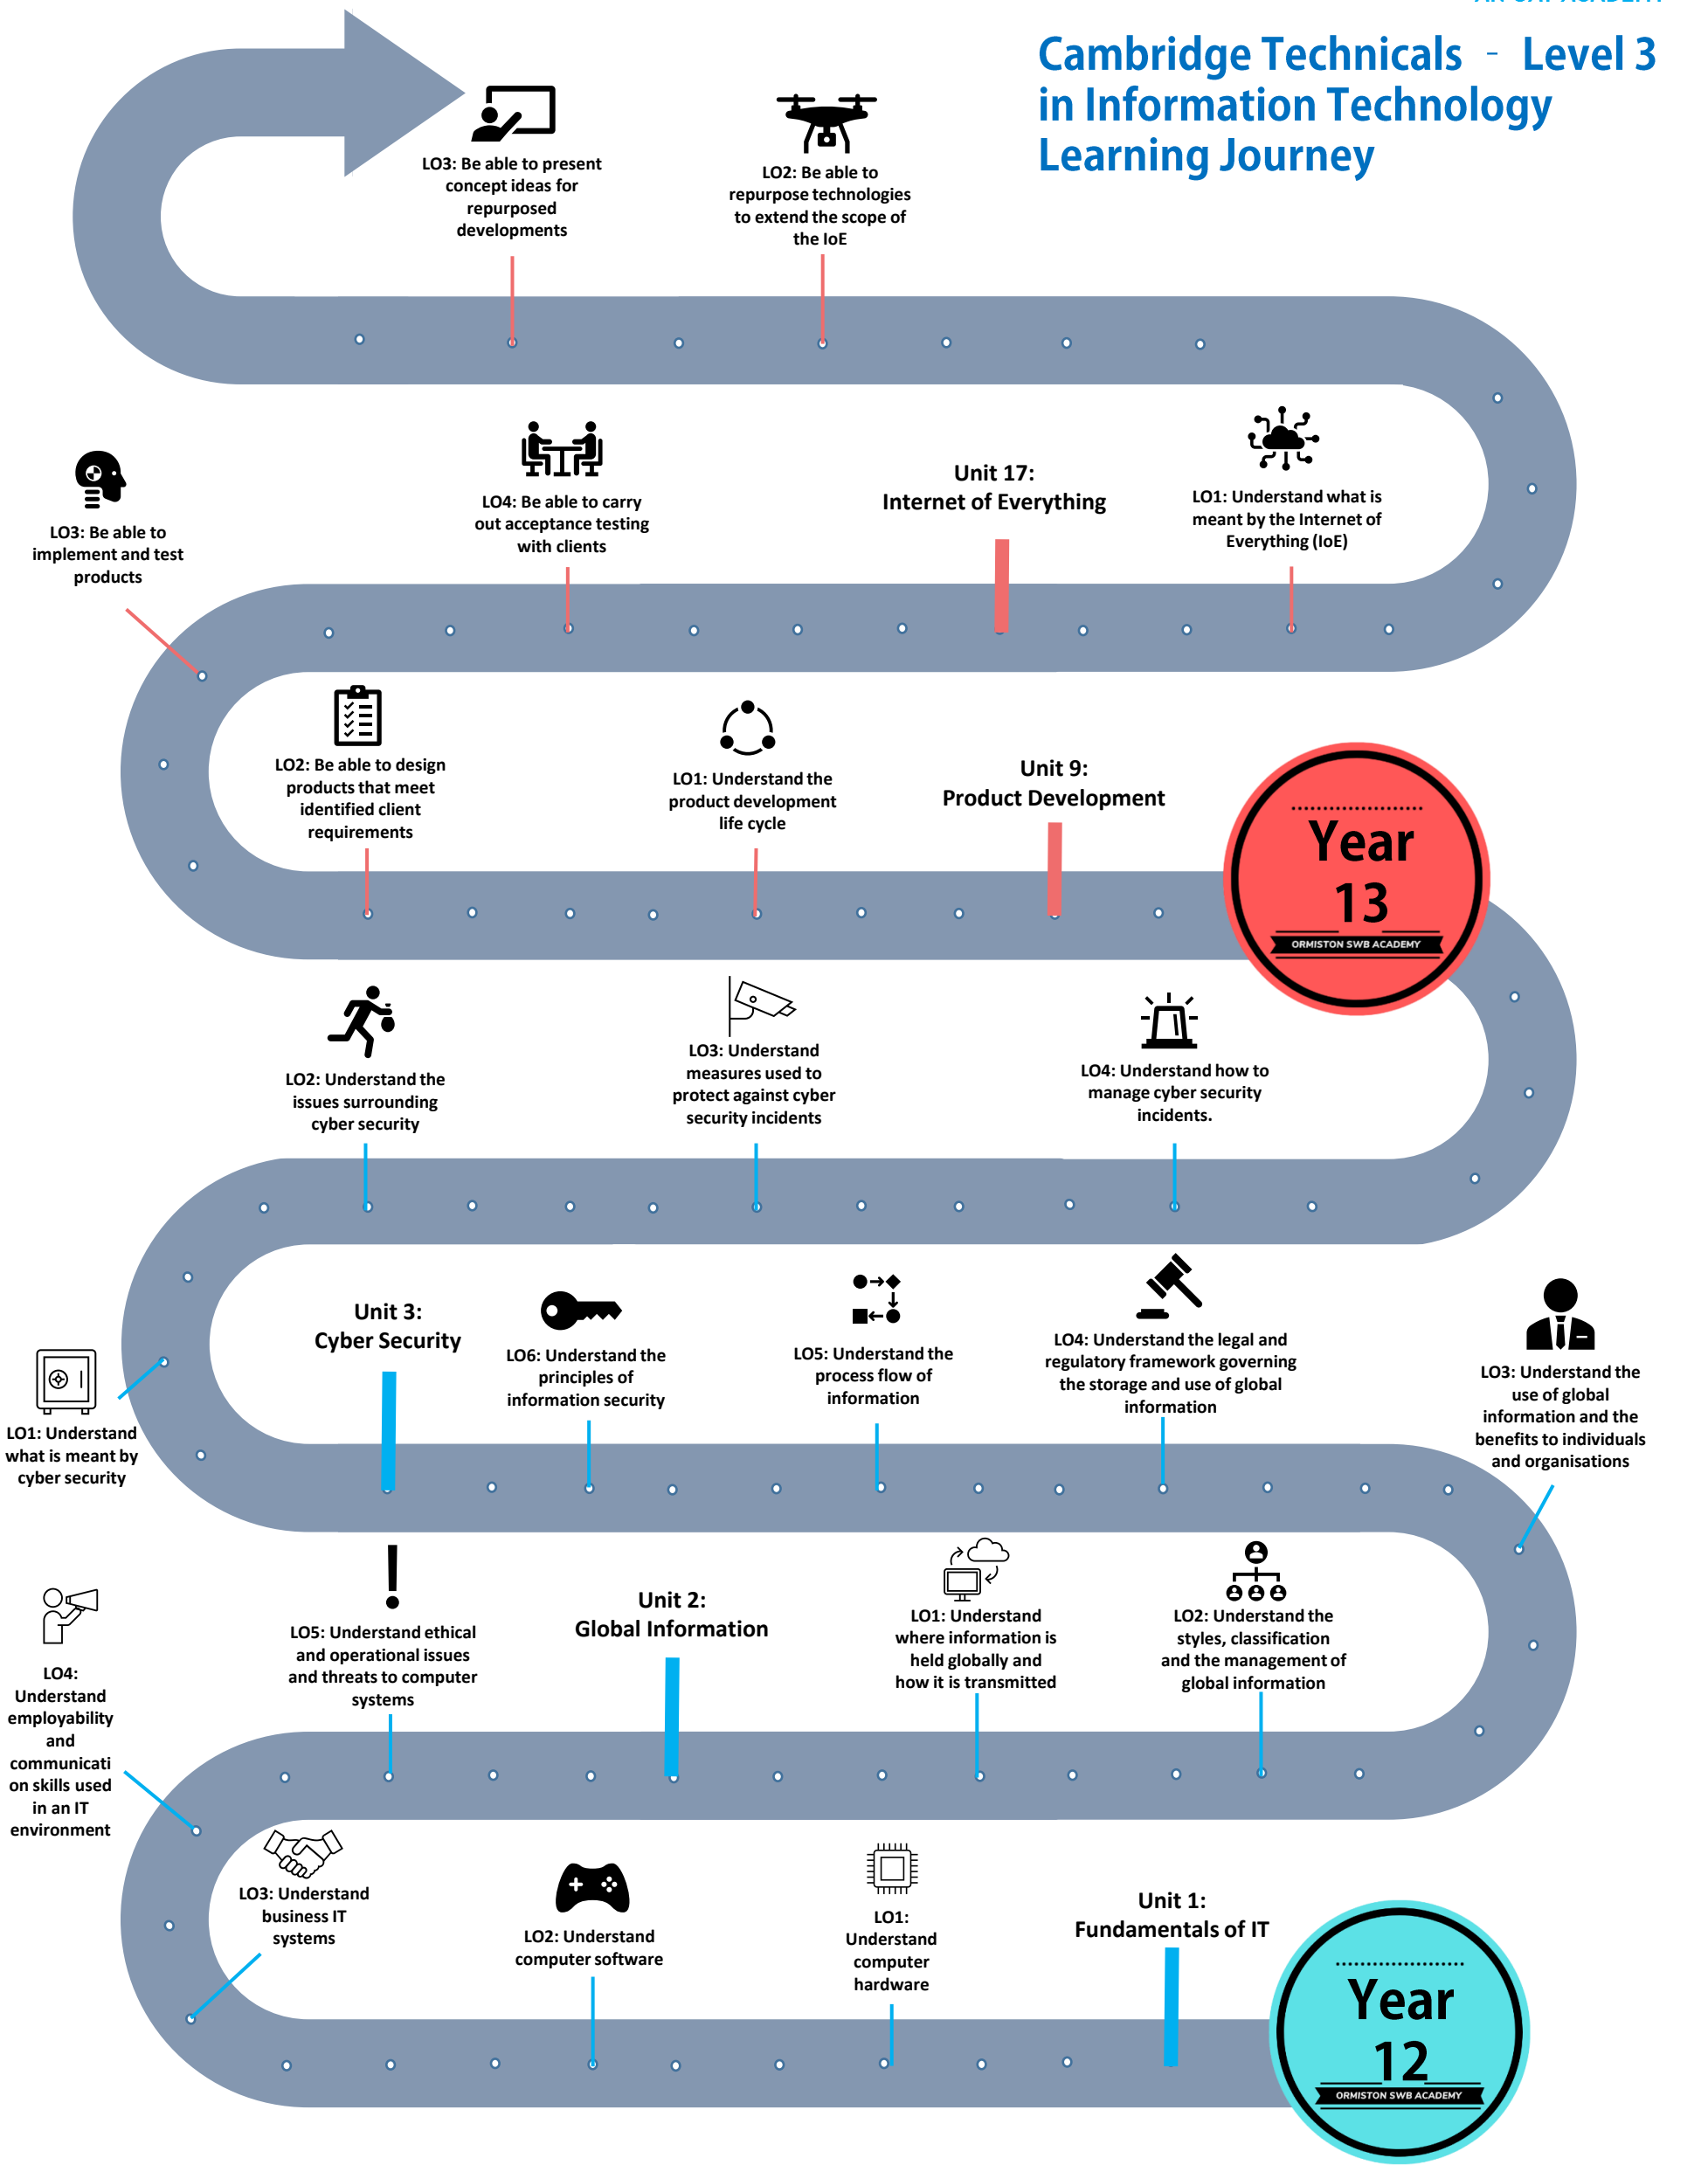 AN OAT ACADEMY
Cambridge Technicals - Level 3
in Information Technology
Learning Journey
LO3: Be able to present
concept ideas for
repurposed
developments
LO2: Be able to
repurpose technologies
to extend the scope of
the IoE
LO3: Be able to
implement and test
products
LO4: Be able to carry
out acceptance testing
with clients
Unit 17:
Internet of Everything
LO1: Understand what is
meant by the Internet of
Everything (IoE)
LO2: Be able to design
products that meet
identified client
requirements
LO1: Understand the
product development
life cycle
Unit 9:
Product Development
Year
13
ORMISTON SWB ACADEMY
LO2: Understand the
issues surrounding
cyber security
LO3: Understand
measures used to
protect against cyber
security incidents
LO4: Understand how to
manage cyber security
incidents.
LO1: Understand
what is meant by
cyber security
Unit 3:
Cyber Security
LO6: Understand the
principles of
information security
LO5: Understand the
process flow of
information
LO4: Understand the legal and
regulatory framework governing
the storage and use of global
information
LO3: Understand the
use of global
information and the
benefits to individuals
and organisations
LO4:
Understand
employability
and
communicati
on skills used
in an IT
environment
LO5: Understand ethical
and operational issues
and threats to computer
systems
Unit 2:
Global Information
LO1: Understand
where information is
held globally and
how it is transmitted
LO2: Understand the
styles, classification
and the management of
global information
LO3: Understand
business IT
systems
LO2: Understand
computer software
LO1:
Understand
computer
hardware
Unit 1:
Fundamentals of IT
Year
12
ORMISTON SWB ACADEMY